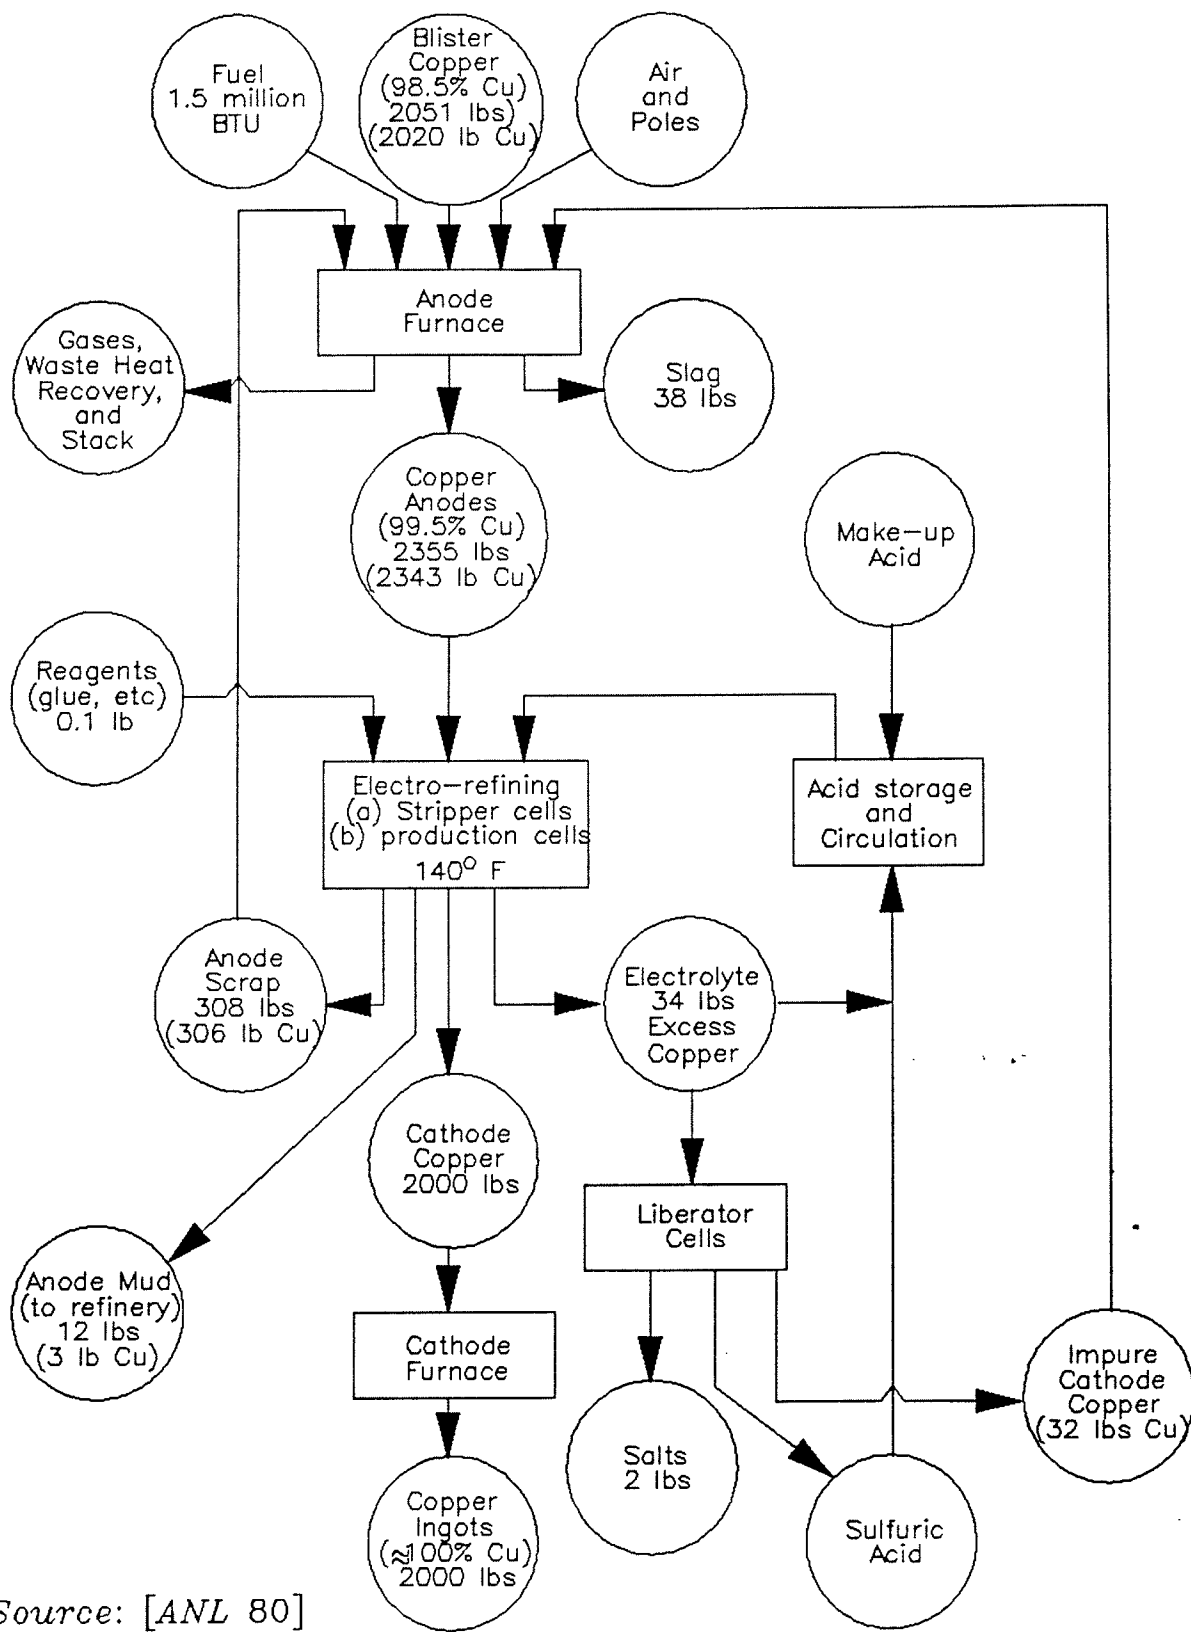 Fuel
1.5 million
BTU
Blister
Copper
(98.5% Cu)
2051 lbs)
(2020 lb Cu)
Air
and
Poles
Anode
Furnace
Gases,
Waste Heat
Recovery,
and
Stack
Slag
38 lbs
Copper
Anodes
(99.5% Cu)
2355 lbs
(2343 lb Cu)
Make-up
Acid
Reagents
(glue, etc)
0.1 lb
Electro-refining
(a) Stripper cells
(b) production cells
140° F
Acid storage
and
Circulation
Anode
Scrap
308 lbs
(306 lb Cu)
Electrolyte
34 lbs
Excess
Copper
Cathode
Copper
2000 lbs
Liberator
Cells
Anode Mud
(to refinery)
12 lbs
(3 lb Cu)
Cathode
Furnace
Impure
Cathode
Copper
(32 lbs Cu)
Salts
2 lbs
Copper
Ingots
(≈100% Cu)
2000 lbs
Sulfuric
Acid
Source: [ANL 80]